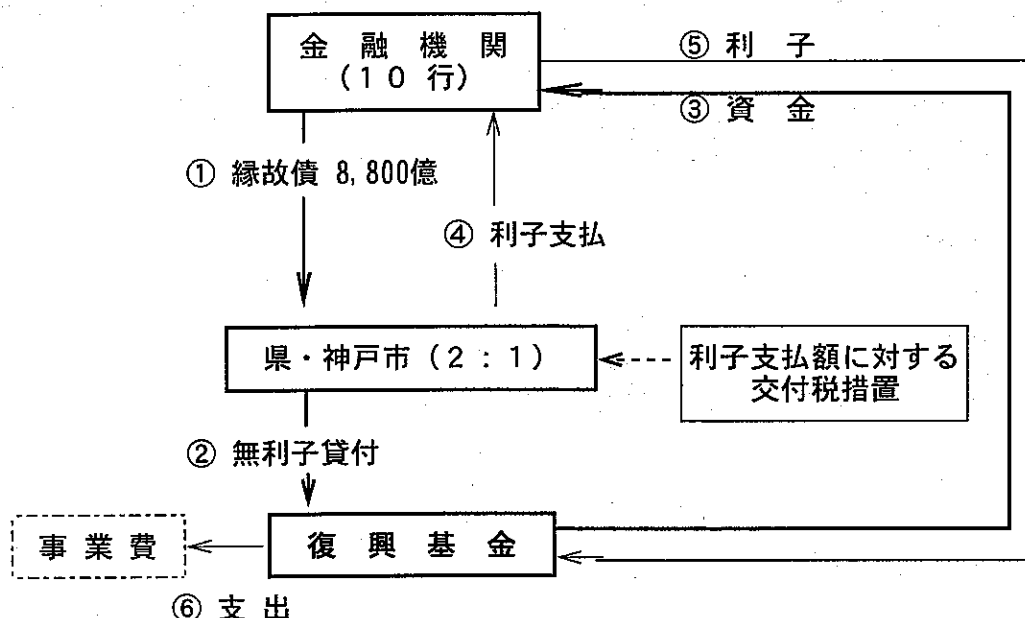 金融機関
(10行)
⑤ 利子
③ 資金
① 縁故債 8,800億
④ 利子支払
県・神戸市(2:1)
利子支払額に対する
交付税措置
② 無利子貸付
事業費
復興基金
⑥ 支出